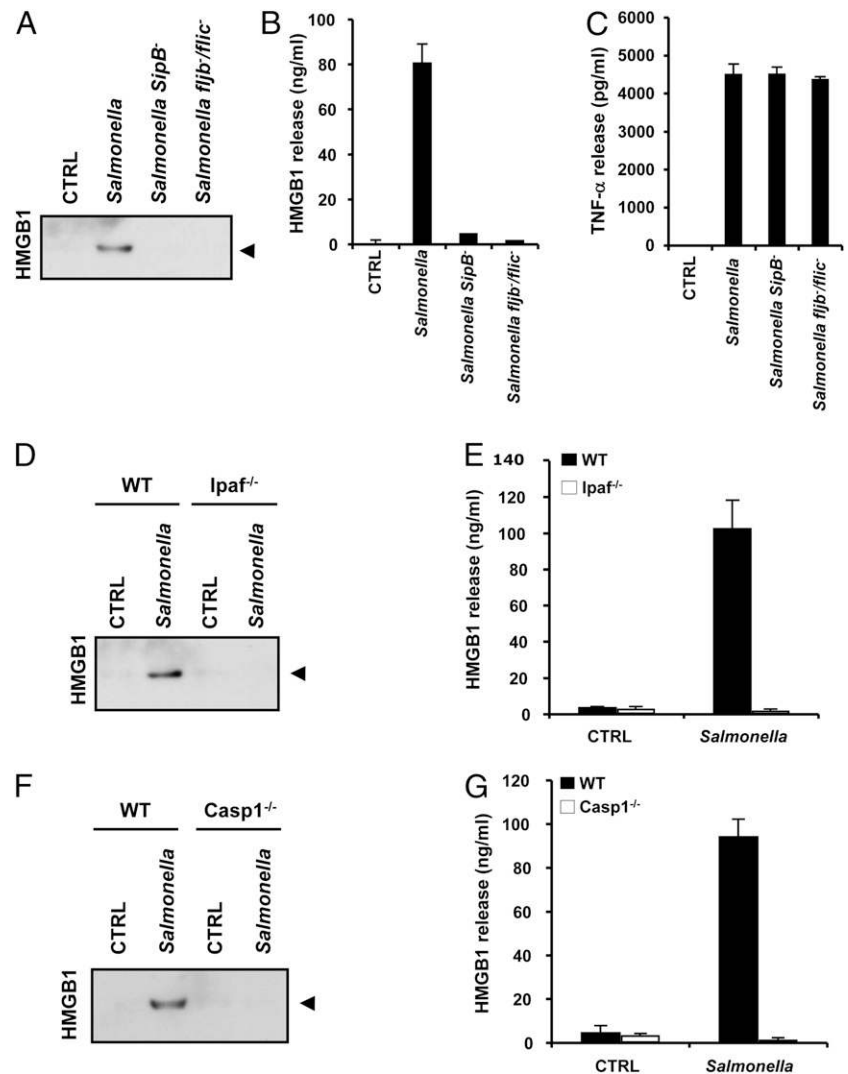 A
CTRL
Salmonella
Salmonella SipB-
Salmonella fljb-/flic-
HMGB1
B
HMGB1 release (ng/ml)
100
80
60
40
20
0
CTRL
Salmonella
Salmonella SipB-
Salmonella fljb-/flic-
C
TNF-α release (pg/ml)
6000
5000
4000
3000
2000
1000
0
CTRL
Salmonella
Salmonella SipB-
Salmonella fljb-/flic-
D
WT
Ipaf-/-
CTRL
Salmonella
CTRL
Salmonella
HMGB1
E
WT
Ipaf-/-
HMGB1 release (ng/ml)
140
120
100
80
60
40
20
0
CTRL
Salmonella
F
WT
Casp1-/-
CTRL
Salmonella
CTRL
Salmonella
HMGB1
G
WT
Casp1-/-
HMGB1 release (ng/ml)
120
100
80
60
40
20
0
CTRL
Salmonella